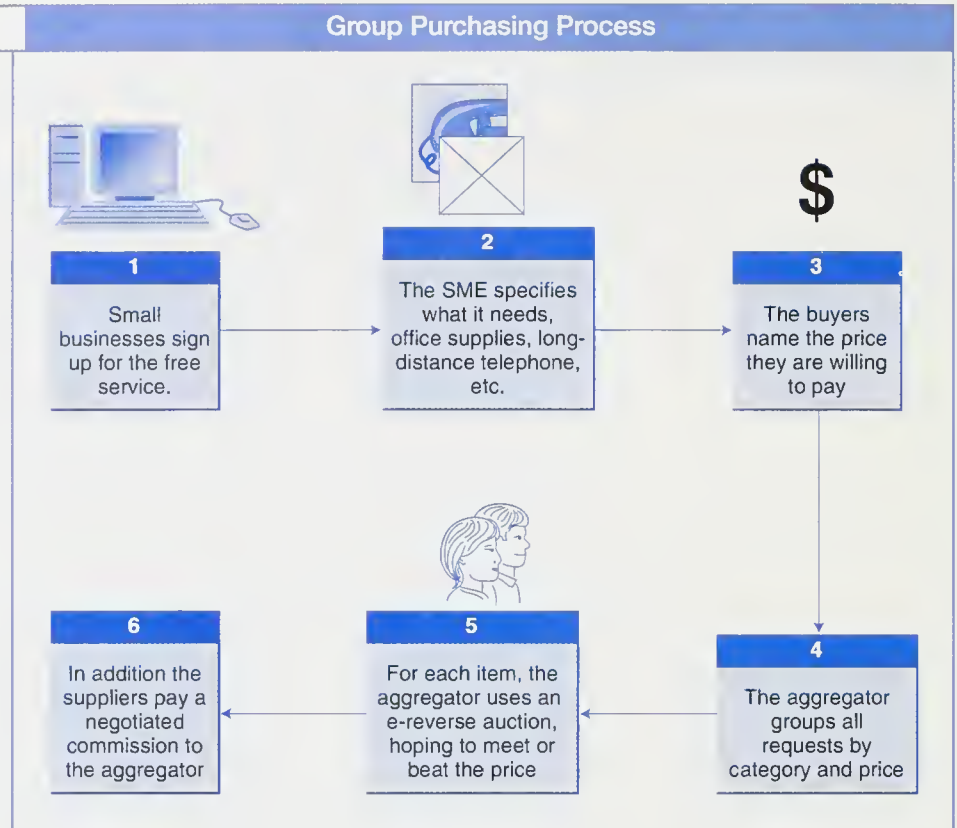 Group Purchasing Process
$
1
Small
businesses sign
up for the free
service.
2
The SME specifies
what it needs,
office supplies, long-
distance telephone,
etc.
3
The buyers
name the price
they are willing
to pay
4
The aggregator
groups all
requests by
category and price
5
For each item, the
aggregator uses an
e-reverse auction,
hoping to meet or
beat the price
6
In addition the
suppliers pay a
negotiated
commission to
the aggregator